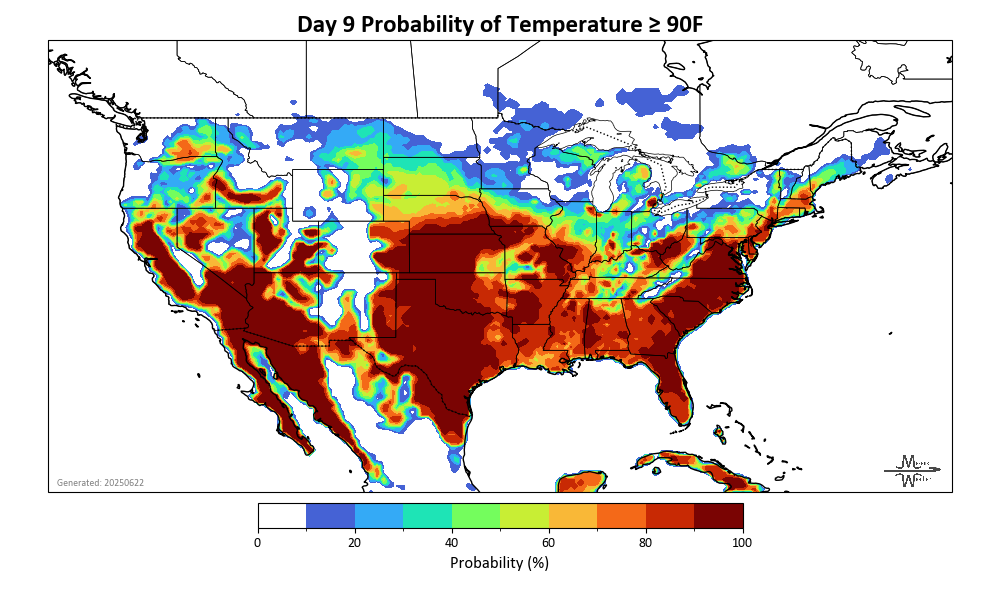 Day 9 Probability of Temperature ≥ 90F
Generated: 20250622
0 20 40 60 80 100
Probability (%)